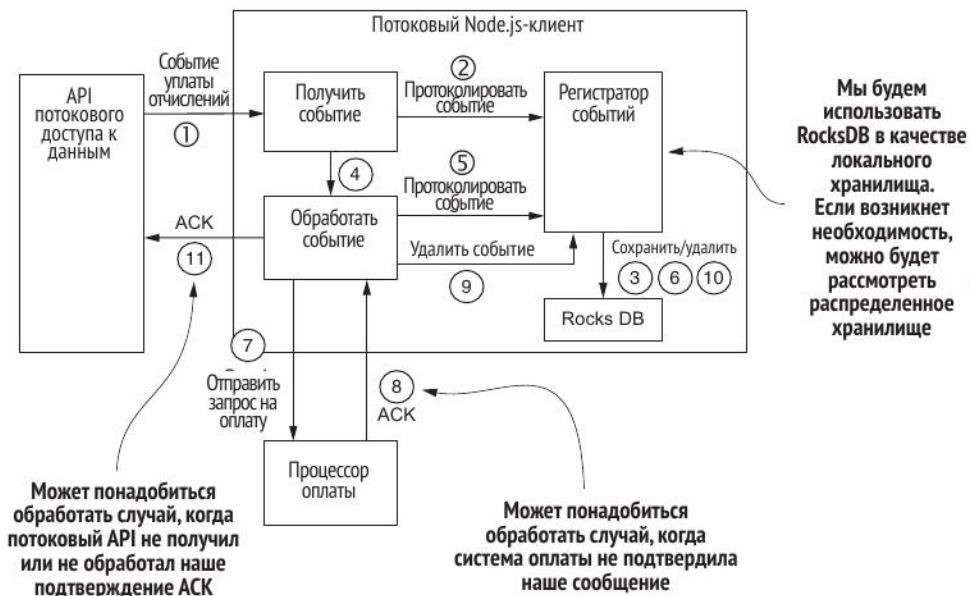 Потоковый Node.js-клиент
API
потокового
доступа к
данным
Событие
уплаты
отчислений
①
Получить
событие
②
Протоколировать
событие
Регистратор
событий
④
⑤
Протоколировать
событие
Обработать
событие
ACK
⑪
Удалить событие
⑨
Сохранить/удалить
③ ⑥ ⑩
Rocks DB
⑦
Отправить
запрос на
оплату
⑧
ACK
Процессор
оплаты
Мы будем
использовать
RocksDB в качестве
локального
хранилища.
Если возникнет
необходимость,
можно будет
рассмотреть
распределенное
хранилище
Может понадобиться
обработать случай, когда
потоковый API не получил
или не обработал наше
подтверждение ACK
Может понадобиться
обработать случай, когда
система оплаты не подтвердила
наше сообщение